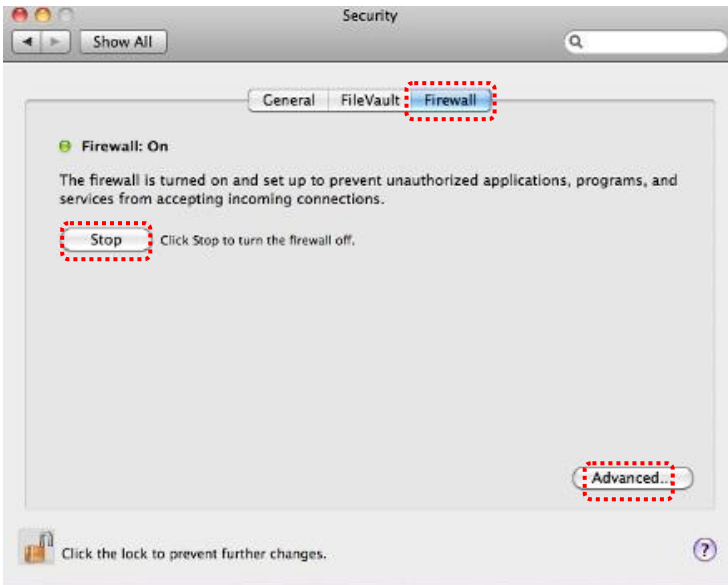 Security
Show All
General FileVault Firewall
Firewall: On
The firewall is turned on and set up to prevent unauthorized applications, programs, and
services from accepting incoming connections.
Stop Click Stop to turn the firewall off.
Advanced...
Click the lock to prevent further changes.
?